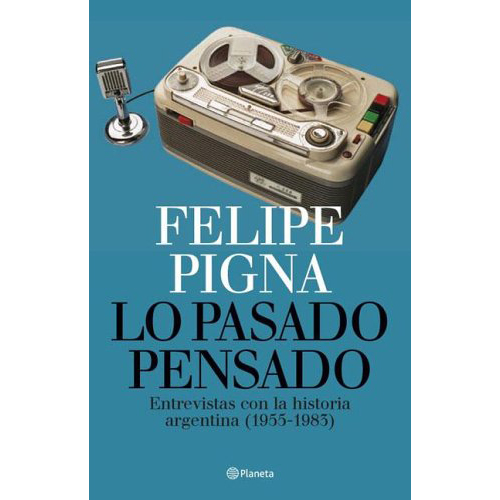 FELIPE
PIGNA
LO PASADO
PENSADO
Entrevistas con la historia
argentina (1955-1983)
Planeta